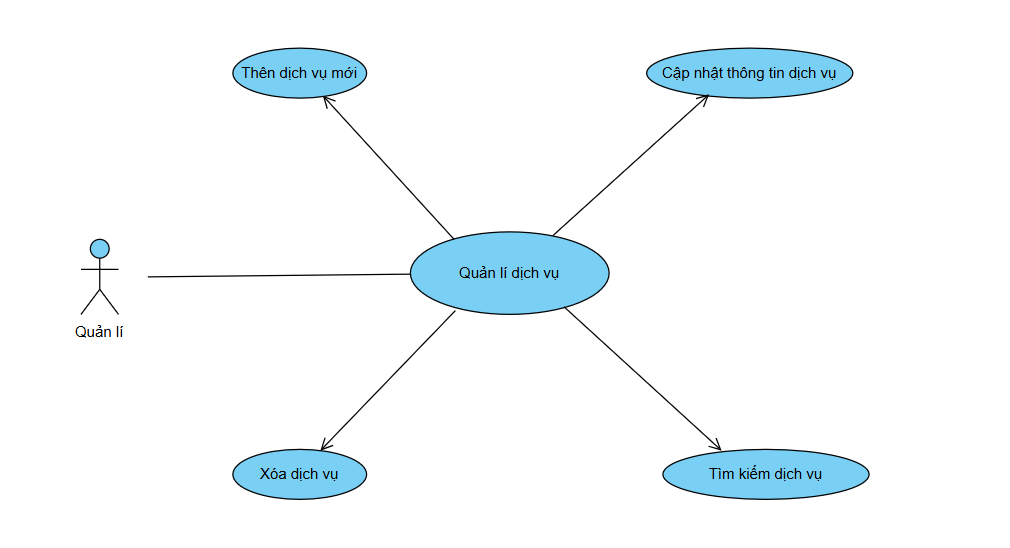 Thên dịch vụ mới
Cập nhật thông tin dịch vụ
Quản lí dịch vụ
Quản lí
Xóa dịch vụ
Tìm kiếm dịch vụ